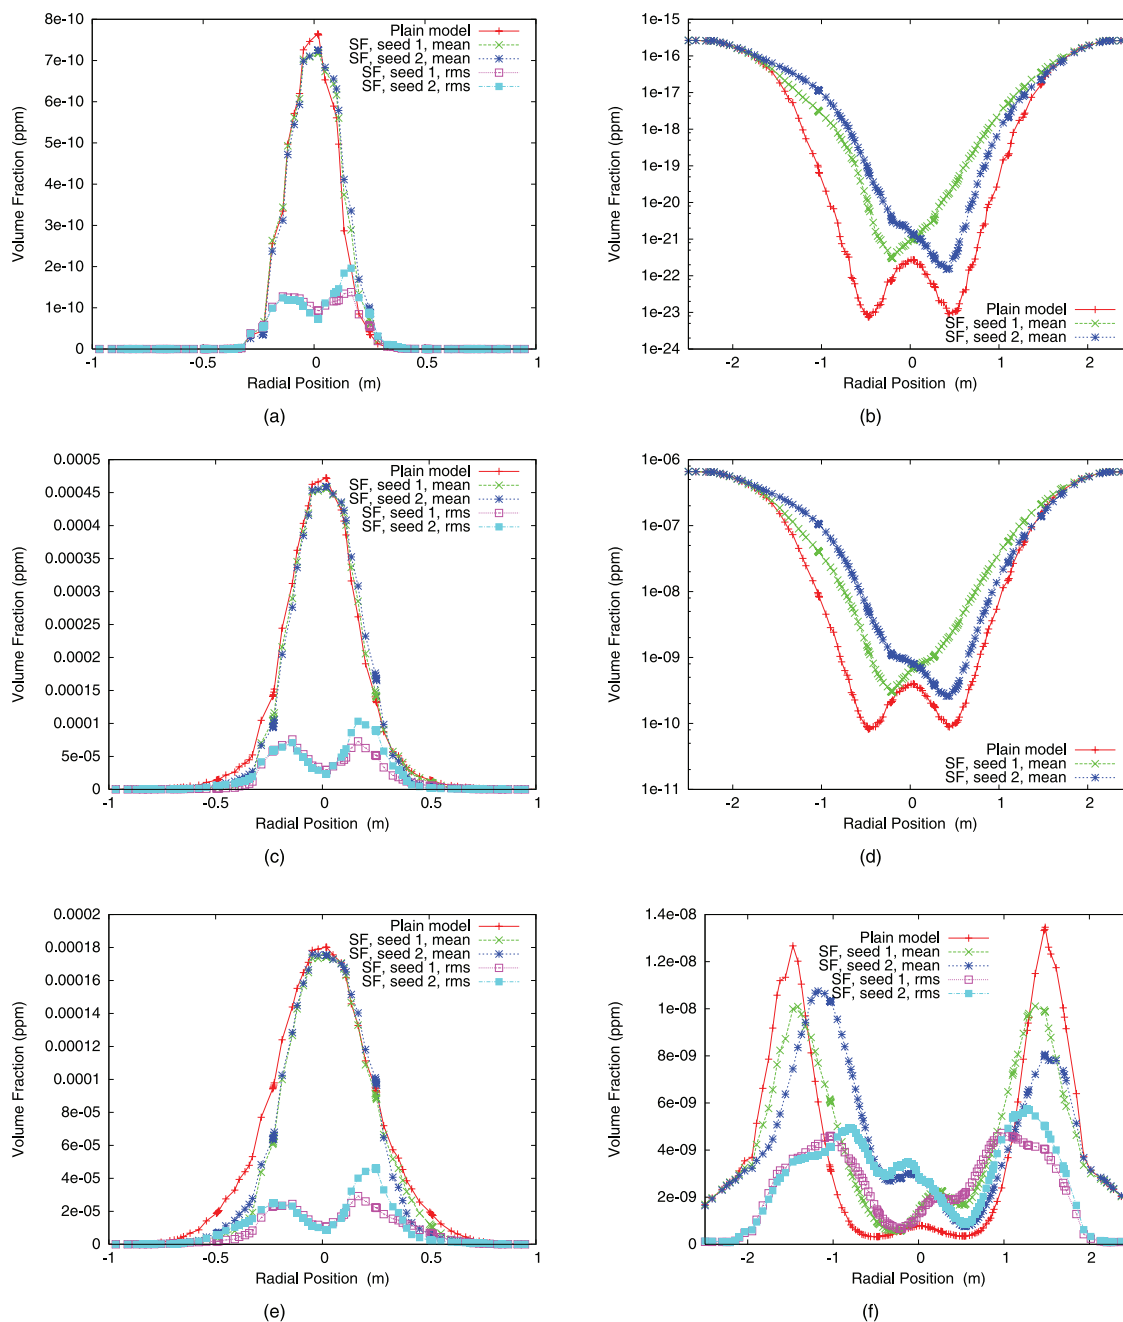 8e-10
7e-10
6e-10
5e-10
4e-10
3e-10
2e-10
1e-10
0
Volume Fraction (ppm)
Plain model
SF, seed 1, mean
SF, seed 2, mean
SF, seed 1, rms
SF, seed 2, rms
-1 -0.5 0 0.5 1
Radial Position (m)
(a)
1e-15
1e-16
1e-17
1e-18
1e-19
1e-20
1e-21
1e-22
1e-23
1e-24
Volume Fraction (ppm)
Plain model
SF, seed 1, mean
SF, seed 2, mean
-2 -1 0 1 2
Radial Position (m)
(b)
0.0005
0.00045
0.0004
0.00035
0.0003
0.00025
0.0002
0.00015
0.0001
5e-05
0
Volume Fraction (ppm)
Plain model
SF, seed 1, mean
SF, seed 2, mean
SF, seed 1, rms
SF, seed 2, rms
-0.5 0 0.5 1
Radial Position (m)
(c)
1e-06
1e-07
1e-08
1e-09
1e-10
1e-11
Volume Fraction (ppm)
Plain model
SF, seed 1, mean
SF, seed 2, mean
-2 -1 0 1 2
Radial Position (m)
(d)
0.0002
0.00018
0.00016
0.00014
0.00012
0.0001
8e-05
6e-05
4e-05
2e-05
0
Volume Fraction (ppm)
Plain model
SF, seed 1, mean
SF, seed 2, mean
SF, seed 1, rms
SF, seed 2, rms
-1 -0.5 0 0.5 1
Radial Position (m)
(e)
1.4e-08
1.2e-08
1e-08
8e-09
6e-09
4e-09
2e-09
0
Volume Fraction (ppm)
Plain model
SF, seed 1, mean
SF, seed 2, mean
SF, seed 1, rms
SF, seed 2, rms
-2 -1 0 1 2
Radial Position (m)
(f)